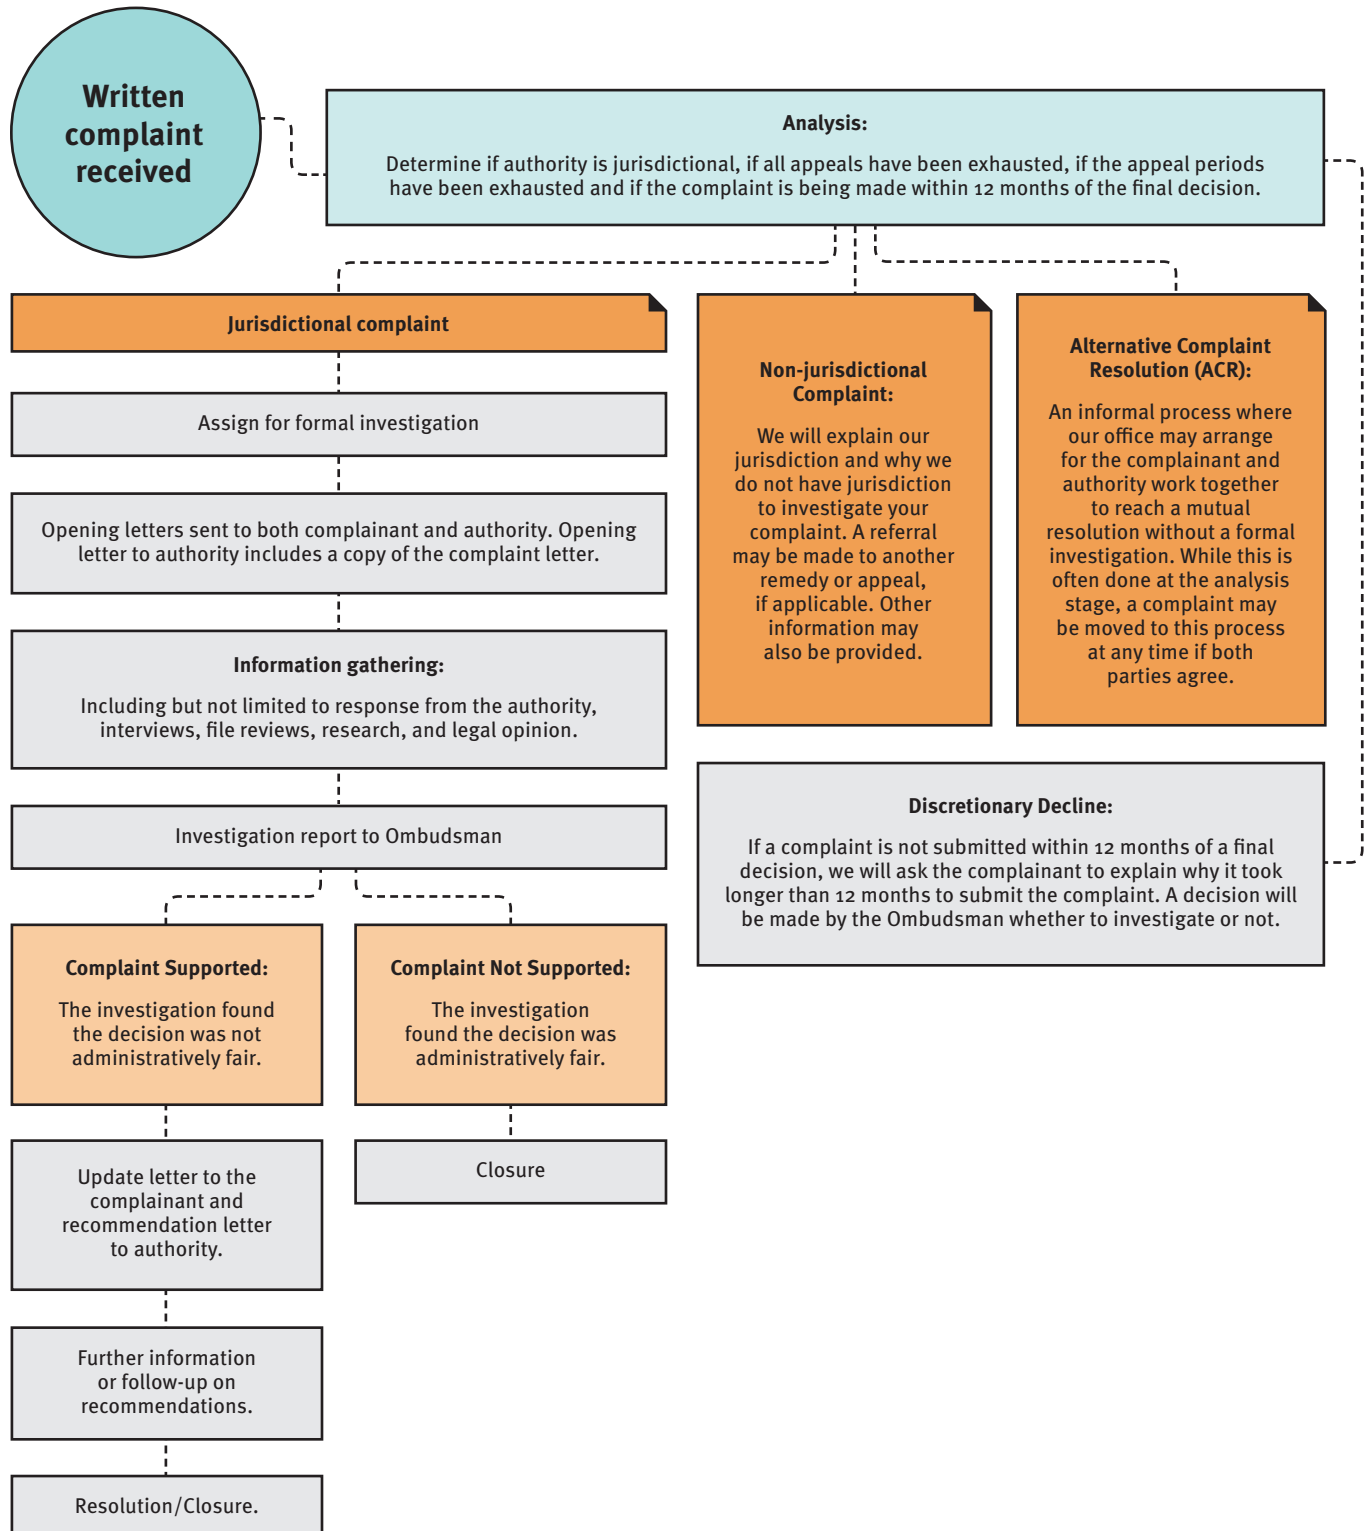 Written
complaint
received
Analysis:
Determine if authority is jurisdictional, if all appeals have been exhausted, if the appeal periods
have been exhausted and if the complaint is being made within 12 months of the final decision.
Jurisdictional complaint
Assign for formal investigation
Opening letters sent to both complainant and authority. Opening
letter to authority includes a copy of the complaint letter.
Information gathering:
Including but not limited to response from the authority,
interviews, file reviews, research, and legal opinion.
Investigation report to Ombudsman
Complaint Supported:
The investigation found
the decision was not
administratively fair.
Update letter to the
complainant and
recommendation letter
to authority.
Further information
or follow-up on
recommendations.
Resolution/Closure.
Complaint Not Supported:
The investigation
found the decision was
administratively fair.
Closure
Non-jurisdictional
Complaint:
We will explain our
jurisdiction and why we
do not have jurisdiction
to investigate your
complaint. A referral
may be made to another
remedy or appeal,
if applicable. Other
information may
also be provided.
Alternative Complaint
Resolution (ACR):
An informal process where
our office may arrange
for the complainant and
authority work together
to reach a mutual
resolution without a formal
investigation. While this is
often done at the analysis
stage, a complaint may
be moved to this process
at any time if both
parties agree.
Discretionary Decline:
If a complaint is not submitted within 12 months of a final
decision, we will ask the complainant to explain why it took
longer than 12 months to submit the complaint. A decision will
be made by the Ombudsman whether to investigate or not.